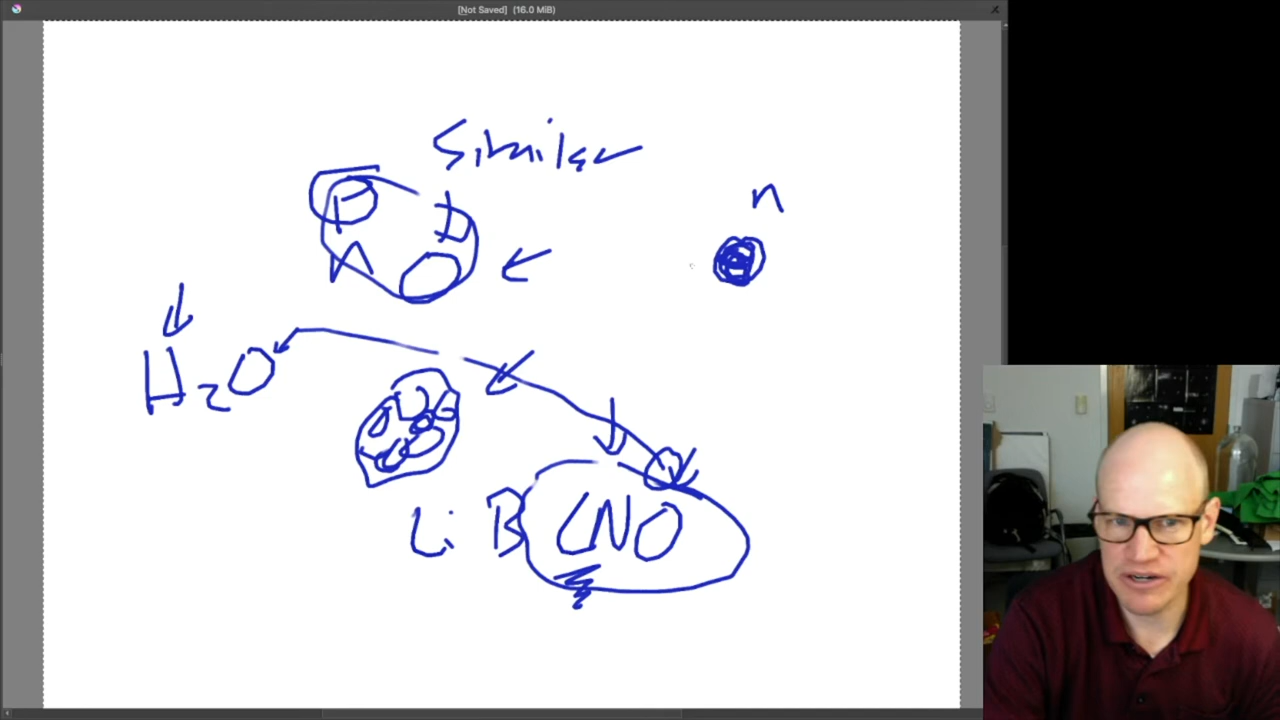 [Not Saved] (16.0 MiB)
Similar
n
P D
n
H₂O
Li B CNO